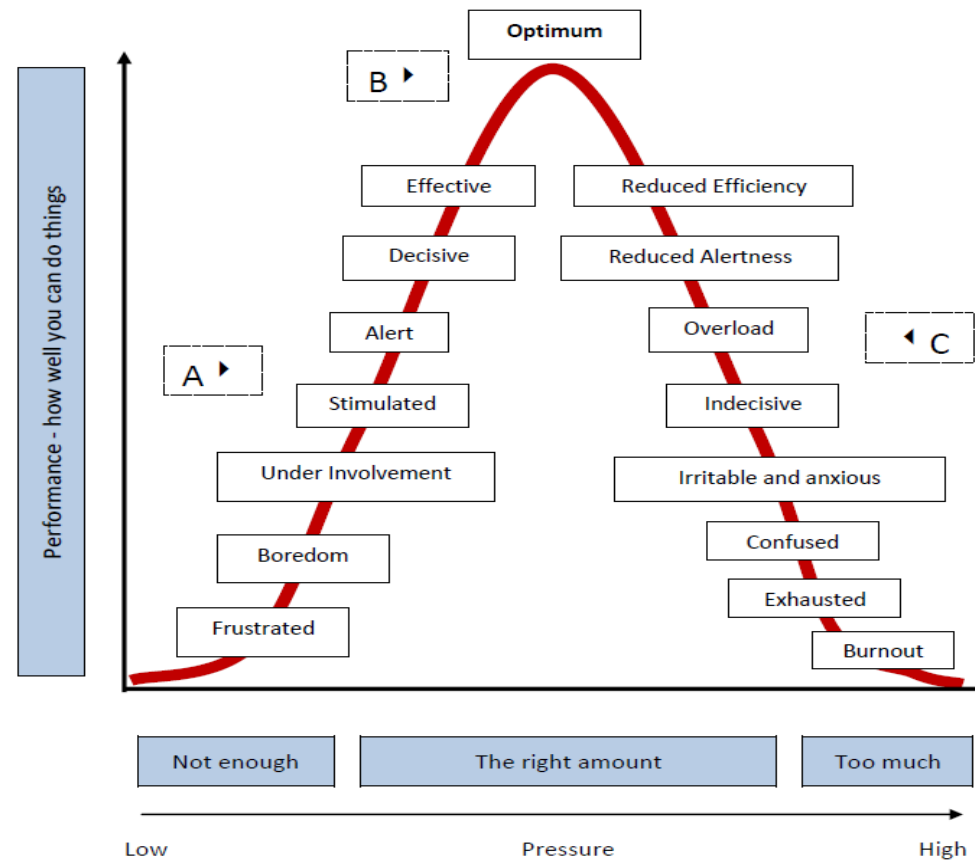 Optimum
B
Performance - how well you can do things
Effective
Reduced Efficiency
Decisive
Reduced Alertness
Alert
Overload
A
C
Stimulated
Indecisive
Under Involvement
Irritable and anxious
Boredom
Confused
Frustrated
Exhausted
Burnout
Not enough
The right amount
Too much
Low
Pressure
High